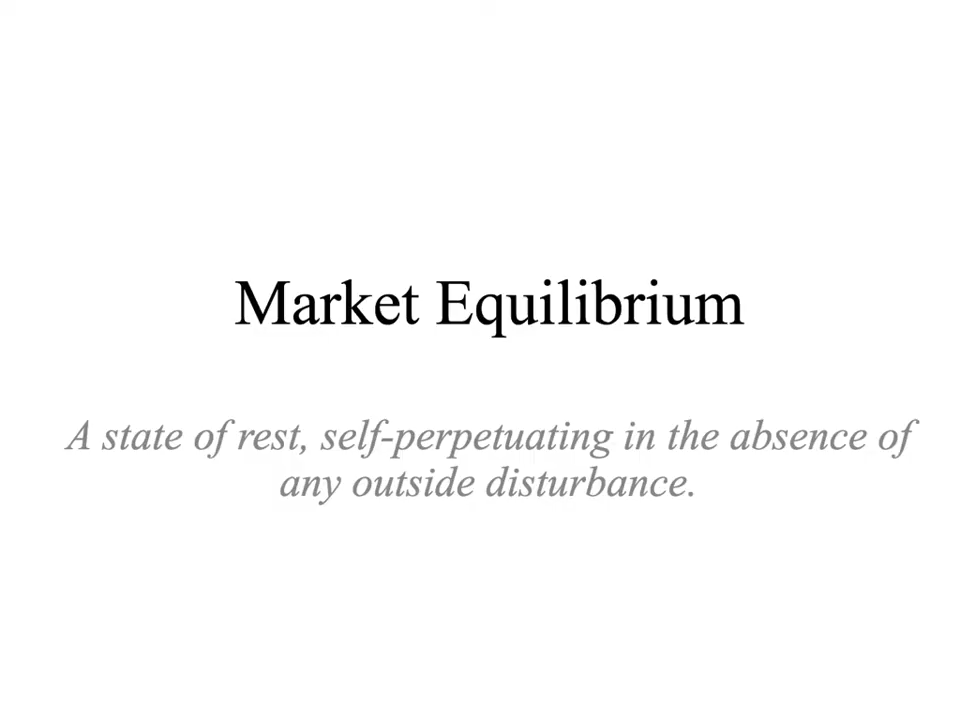 Market Equilibrium
A state of rest, self-perpetuating in the absence of
any outside disturbance.